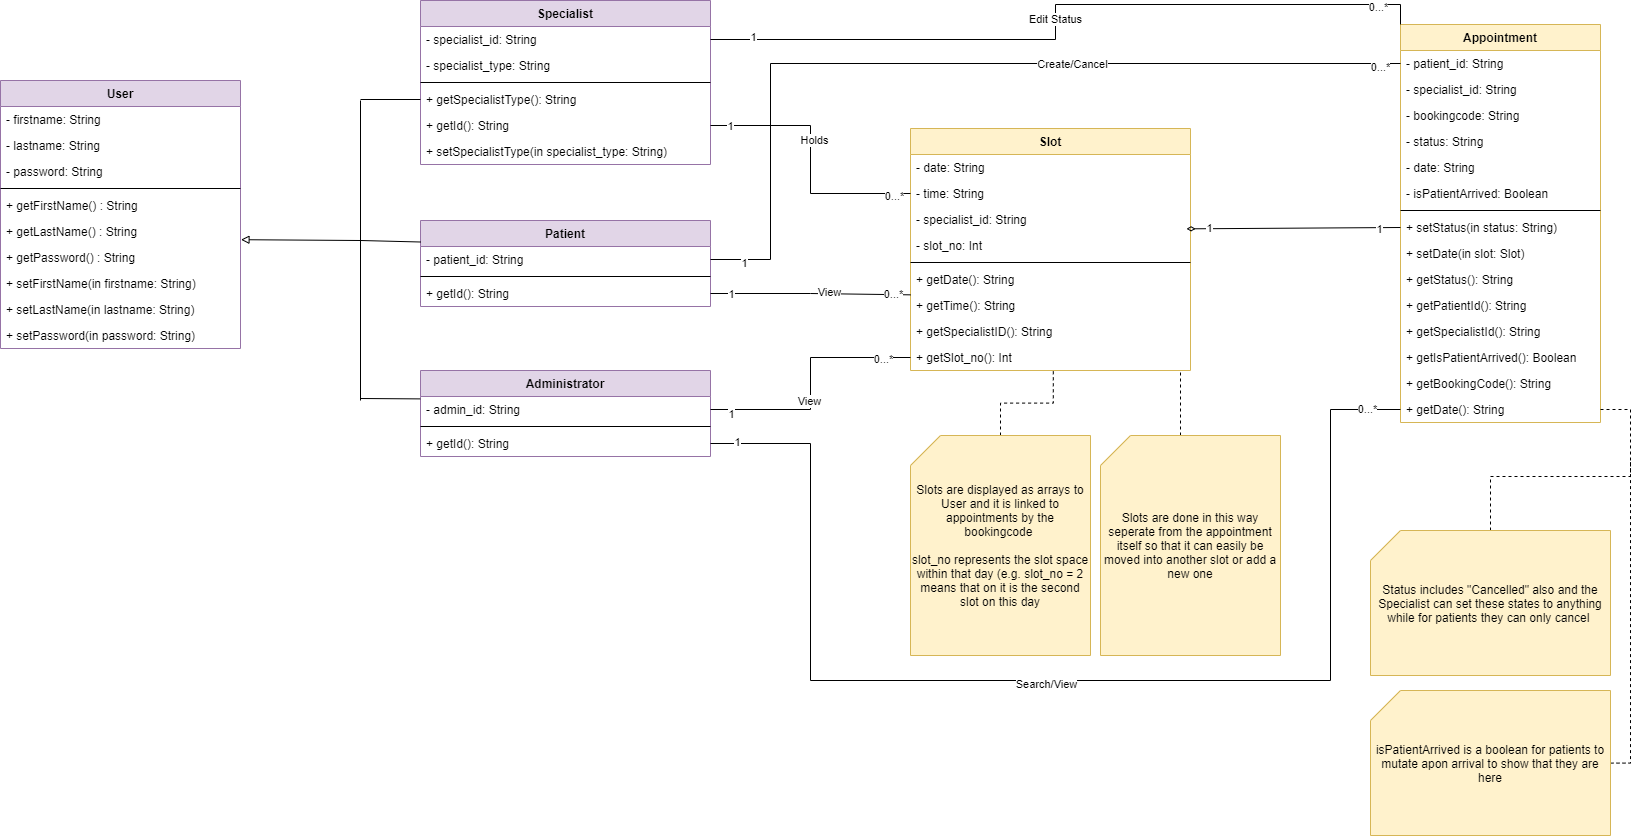 User
- firstname: String
- lastname: String
- password: String
+ getFirstName() : String
+ getLastName() : String
+ getPassword() : String
+ setFirstName(in firstname: String)
+ setLastName(in lastname: String)
+ setPassword(in password: String)
Specialist
- specialist_id: String
- specialist_type: String
+ getSpecialistType(): String
+ getId(): String
+ setSpecialistType(in specialist_type: String)
Patient
- patient_id: String
+ getId(): String
Administrator
- admin_id: String
+ getId(): String
1
Edit Status
0...*
1
Create/Cancel
0...*
1
Holds
0...*
1
View
0...*
1
View
0...*
1
Search/View
0...*
Slot
- date: String
- time: String
- specialist_id: String
- slot_no: Int
+ getDate(): String
+ getTime(): String
+ getSpecialistID(): String
+ getSlot_no(): Int
1
1
Appointment
- patient_id: String
- specialist_id: String
- bookingcode: String
- status: String
- date: String
- isPatientArrived: Boolean
+ setStatus(in status: String)
+ setDate(in slot: Slot)
+ getStatus(): String
+ getPatientId(): String
+ getSpecialistId(): String
+ getIsPatientArrived(): Boolean
+ getBookingCode(): String
+ getDate(): String
Slots are displayed as arrays to
User and it is linked to
appointments by the
bookingcode
slot_no represents the slot space
within that day (e.g. slot_no = 2
means that on it is the second
slot on this day
Slots are done in this way
seperate from the appointment
itself so that it can easily be
moved into another slot or add a
new one
Status includes "Cancelled" also and the
Specialist can set these states to anything
while for patients they can only cancel
isPatientArrived is a boolean for patients to
mutate apon arrival to show that they are
here